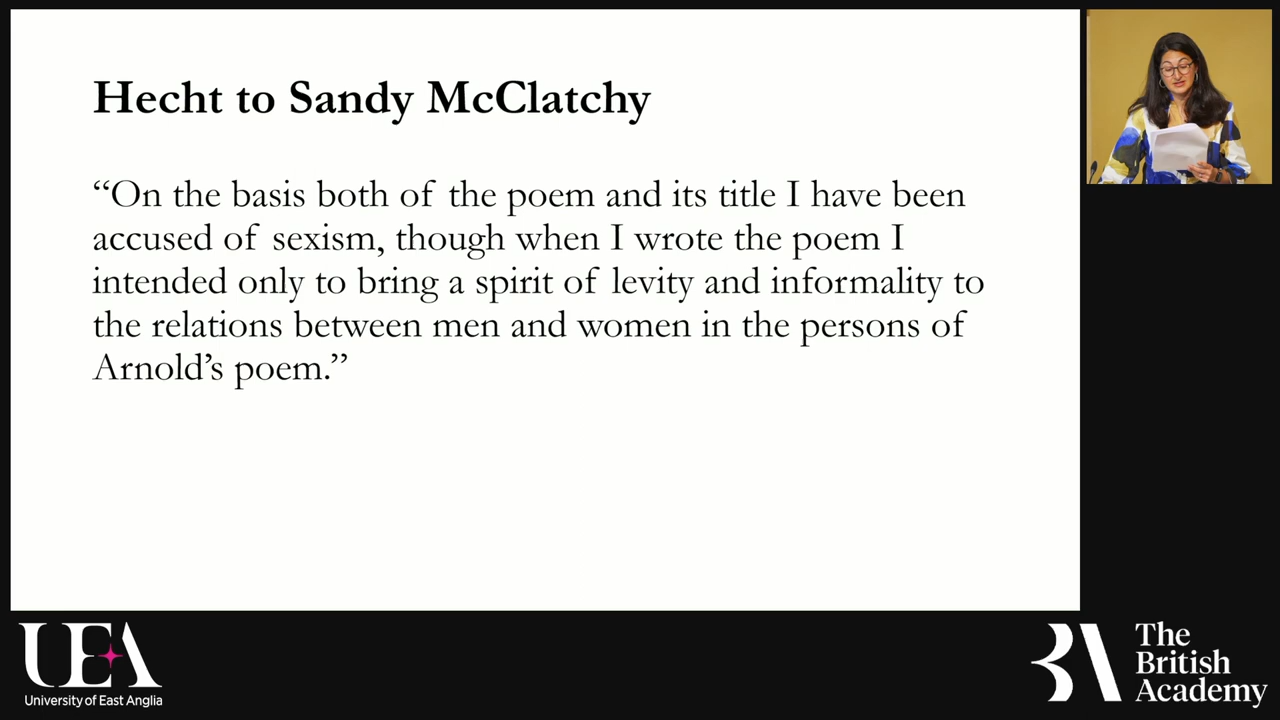 Hecht to Sandy McClatchy
“On the basis both of the poem and its title I have been
accused of sexism, though when I wrote the poem I
intended only to bring a spirit of levity and informality to
the relations between men and women in the persons of
Arnold’s poem.”
UEA
University of East Anglia
BA
The
British
Academy